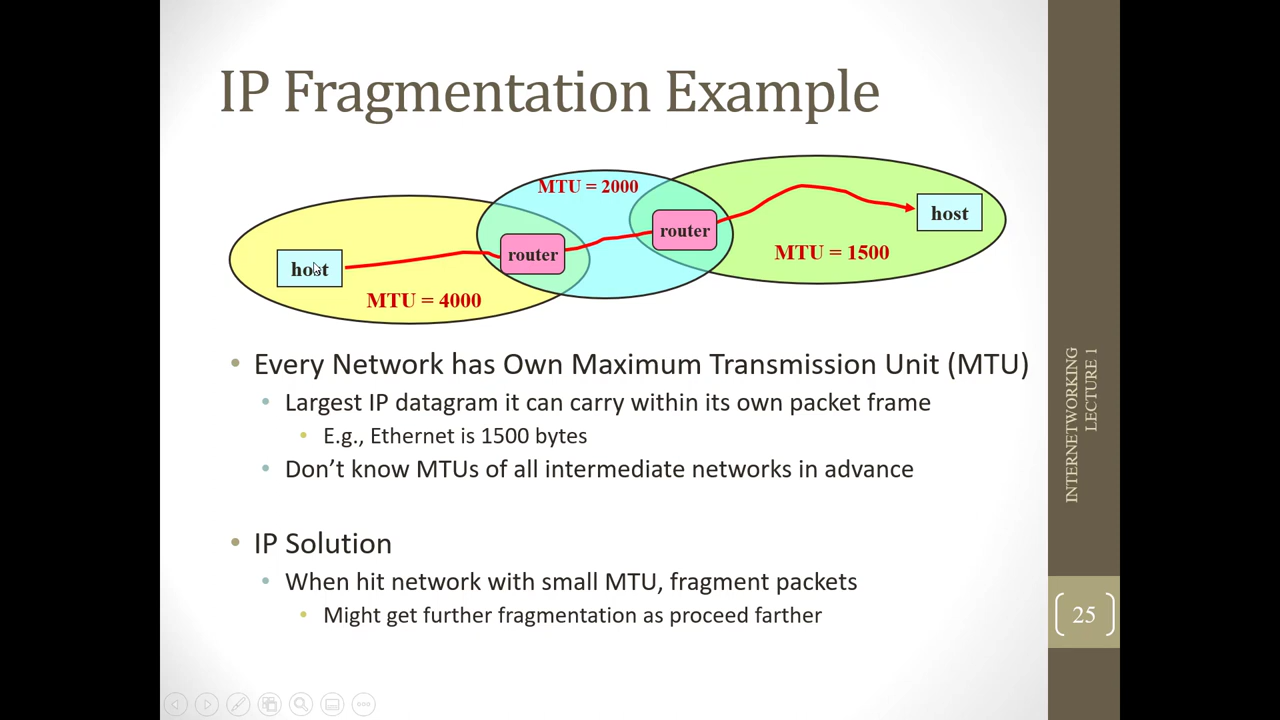 IP Fragmentation Example
MTU = 2000
host
router
router
host
MTU = 4000
MTU = 1500
• Every Network has Own Maximum Transmission Unit (MTU)
• Largest IP datagram it can carry within its own packet frame
• E.g., Ethernet is 1500 bytes
• Don’t know MTUs of all intermediate networks in advance
• IP Solution
• When hit network with small MTU, fragment packets
• Might get further fragmentation as proceed farther
INTERNETWORKING
LECTURE 1
25